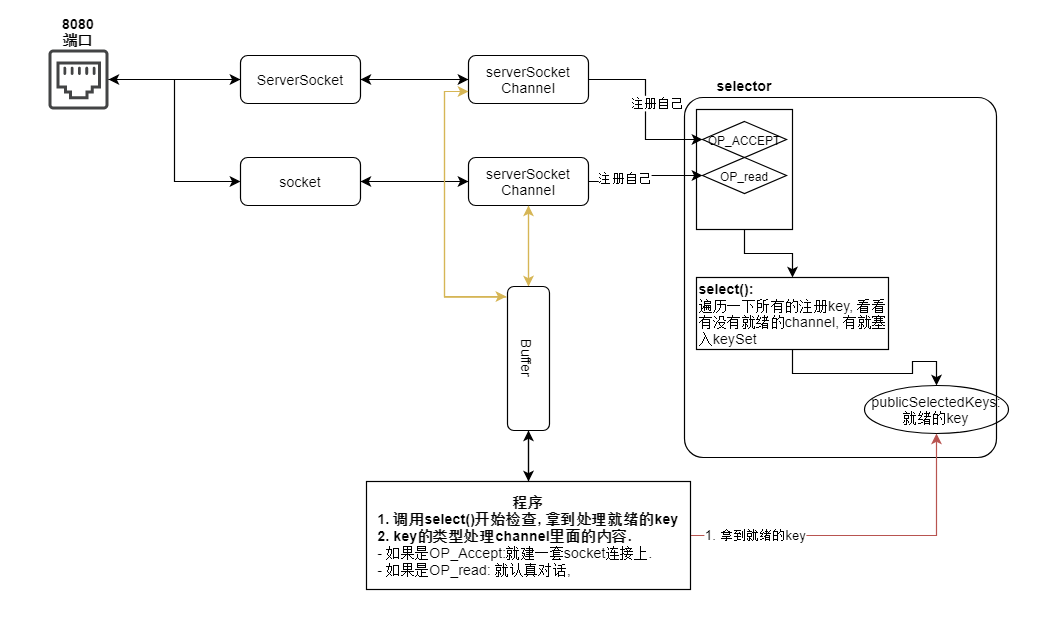 8080
端口
ServerSocket
serverSocket
Channel
注册自己
selector
OP_ACCEPT
socket
serverSocket
Channel
注册自己
OP_read
select():
遍历一下所有的注册key, 看看
有没有就绪的channel, 有就塞
入keySet
Buffer
publicSelectedKeys:
就绪的key
程序
1. 调用select()开始检查, 拿到处理就绪的key
2. key的类型处理channel里面的内容.
- 如果是OP_Accept:就建一套socket连接上.
- 如果是OP_read: 就认真对话,
1. 拿到就绪的key